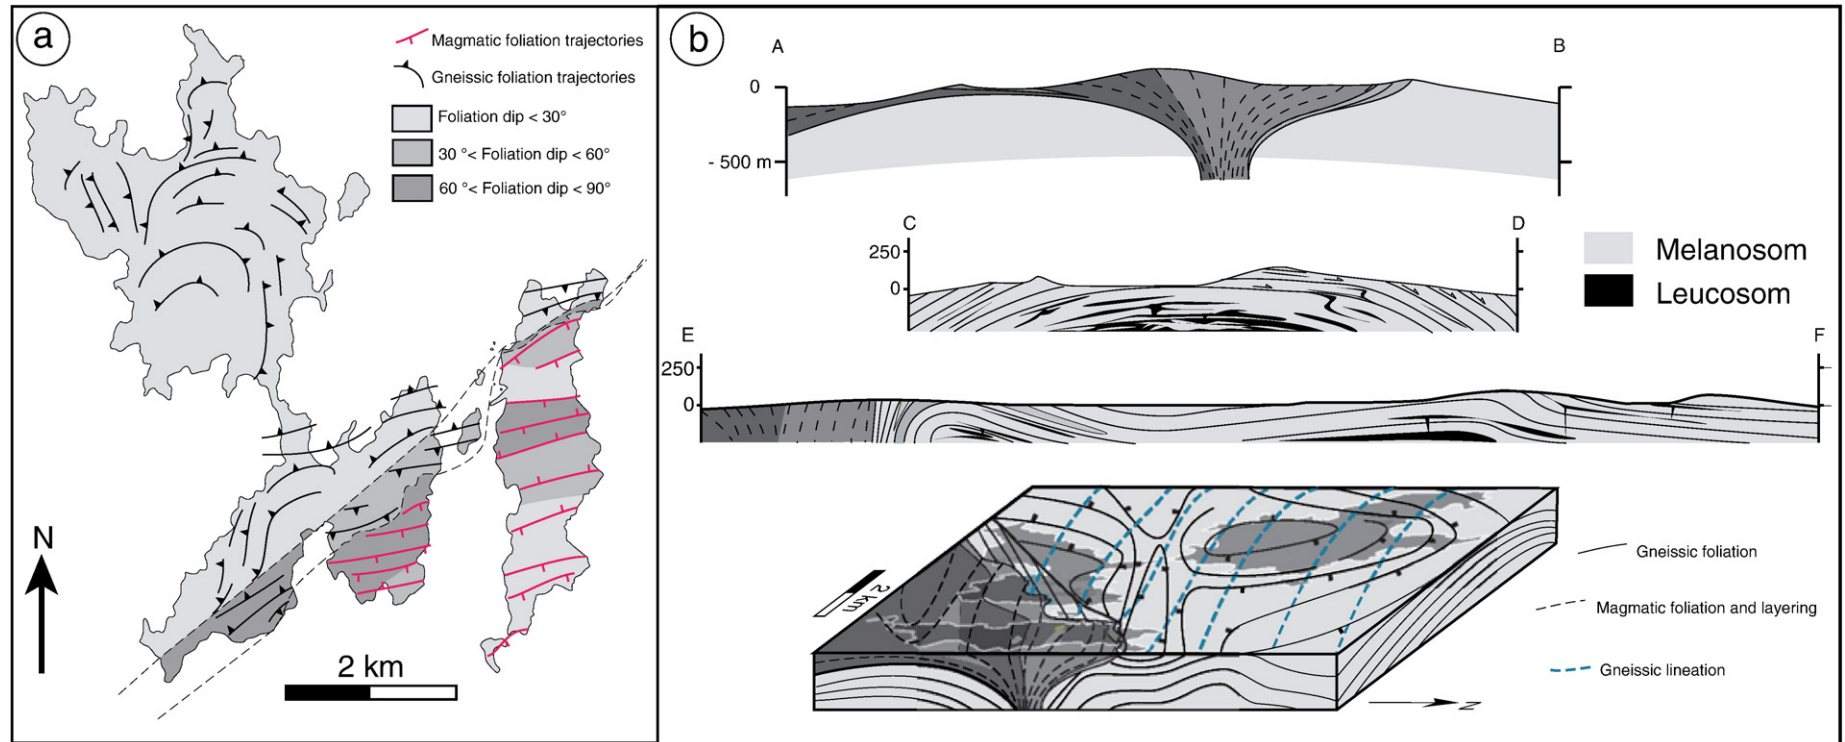 a
Magmatic foliation trajectories
Gneissic foliation trajectories
Foliation dip < 30°
30 °< Foliation dip < 60°
60 °< Foliation dip < 90°
N
2 km
b
A
B
0
- 500 m
C
D
250
0
Melanosom
Leucosom
E
F
250
0
2 km
Gneissic foliation
Magmatic foliation and layering
Gneissic lineation
N